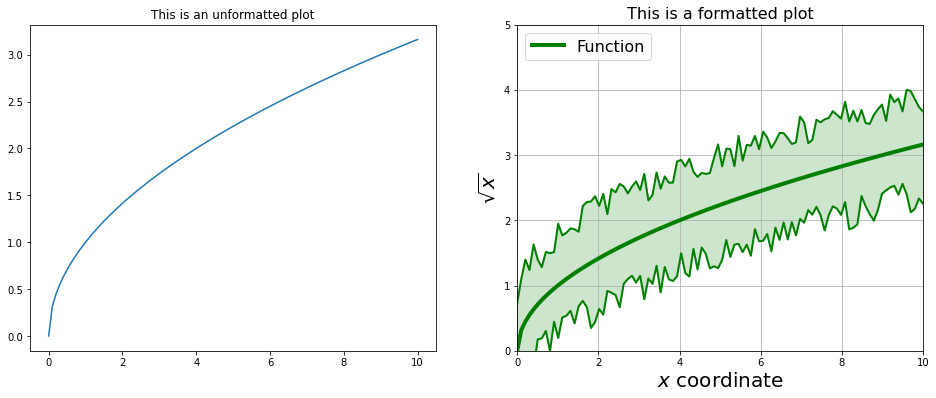 This is an unformatted plot
3.0
2.5
2.0
1.5
1.0
0.5
0.0
0 2 4 6 8 10
This is a formatted plot
Function
5
4
3
2
1
0
√x
0 2 4 6 8 10
x coordinate